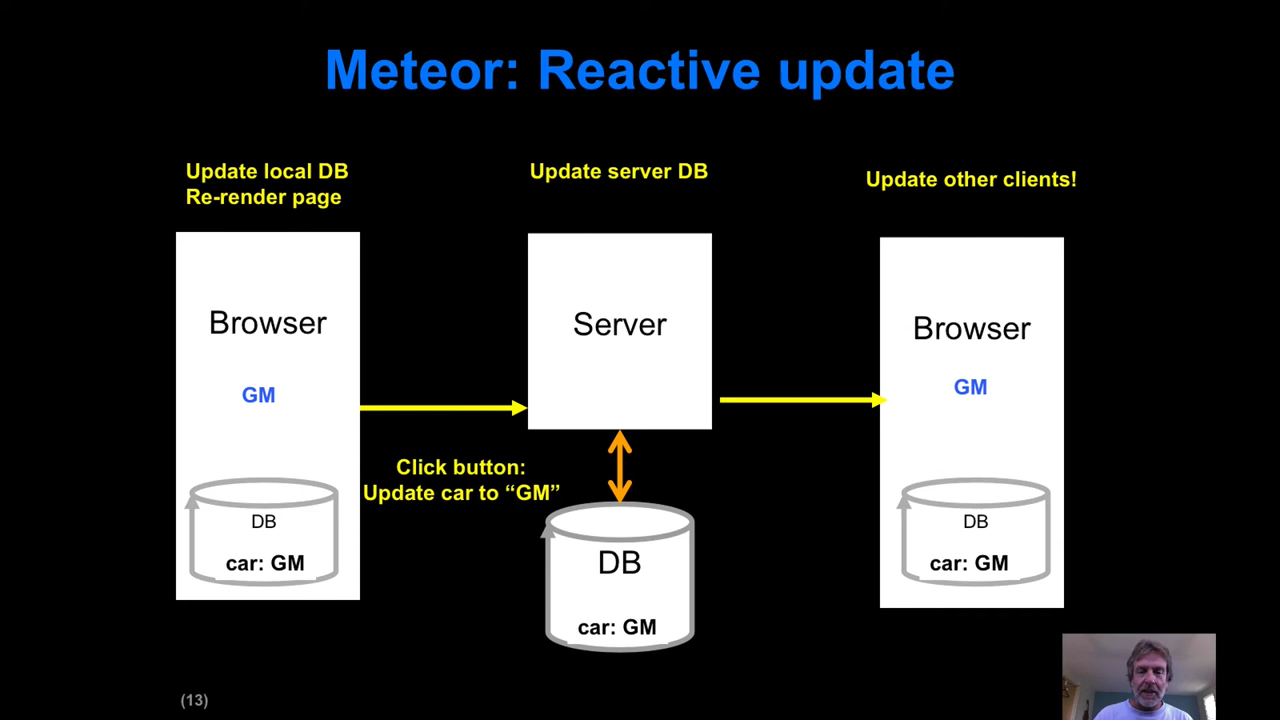 Meteor: Reactive update
Update local DB
Re-render page
Update server DB
Update other clients!
Browser
GM
DB
car: GM
Click button:
Update car to “GM”
Server
DB
car: GM
Browser
GM
DB
car: GM
(13)